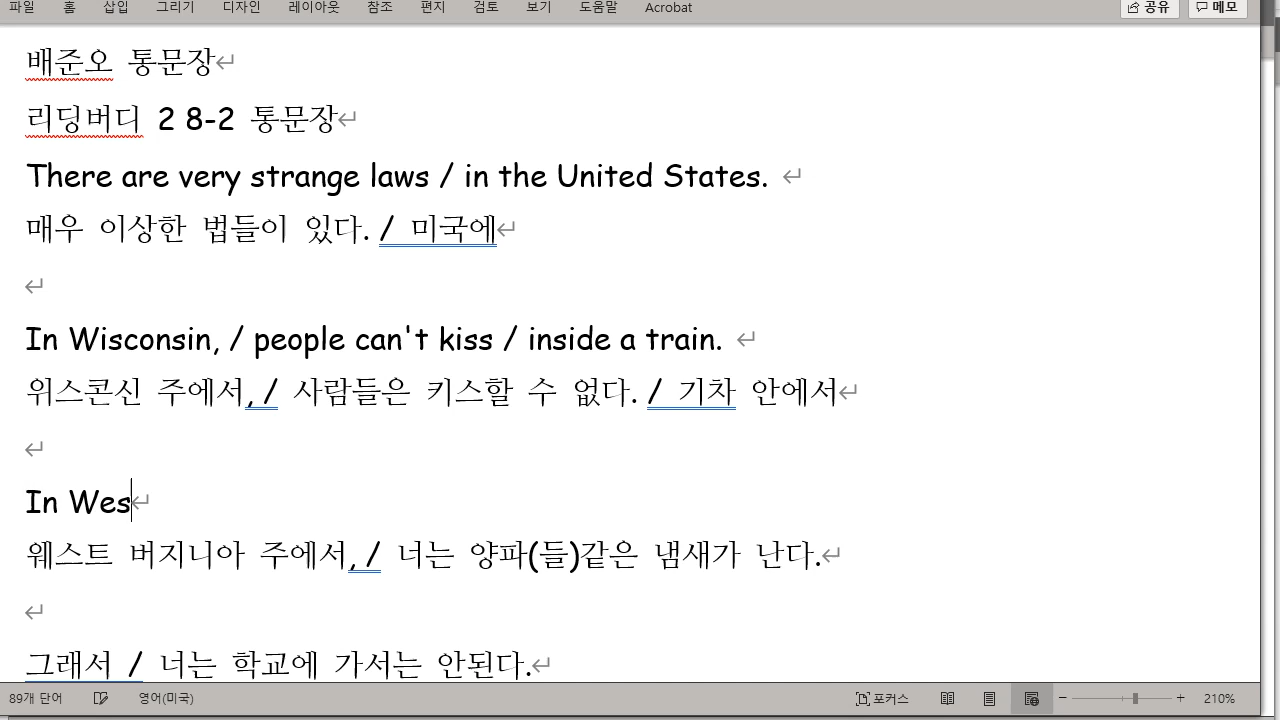 파일 홈 삽입 그리기 디자인 레이아웃 참조 편지 검토 보기 도움말 Acrobat 공유 메모
배준오 통문장
리딩버디 2 8-2 통문장
There are very strange laws / in the United States.
매우 이상한 법들이 있다. / 미국에
In Wisconsin, / people can't kiss / inside a train.
위스콘신 주에서, / 사람들은 키스할 수 없다. / 기차 안에서
In Wes
웨스트 버지니아 주에서, / 너는 양파(들)같은 냄새가 난다.
그래서 / 너는 학교에 가서는 안된다.
89개 단어 영어(미국) 포커스 210%